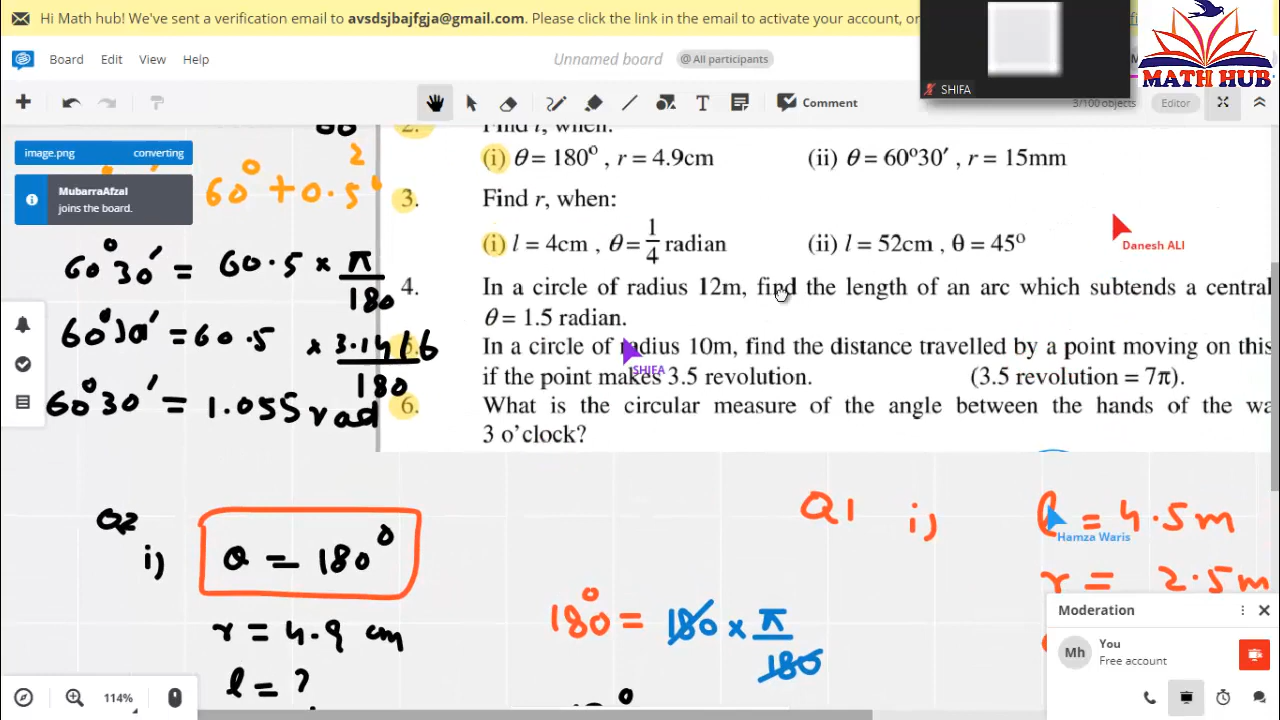 Hi Math hub! We've sent a verification email to avsdsjbajfgja@gmail.com. Please click the link in the email to activate your account, or
SHIFA
MATH HUB
Board Edit View Help
Unnamed board
@ All participants
Comment
3/100 objects
Editor
image.png converting
MubarraAfzal
joins the board.
60° + 0.5°
60°30′ = 60.5 × π
180
60°30′ = 60.5 × 3.1416
180
60°30′ = 1.055 rad
2. Find l, when:
(i) θ = 180° , r = 4.9cm (ii) θ = 60°30′ , r = 15mm
3. Find r, when:
(i) l = 4cm , θ = 1/4 radian (ii) l = 52cm , θ = 45°
Danesh ALI
4. In a circle of radius 12m, find the length of an arc which subtends a central
θ = 1.5 radian.
5. In a circle of radius 10m, find the distance travelled by a point moving on this
SHIFA
if the point makes 3.5 revolution. (3.5 revolution = 7π).
6. What is the circular measure of the angle between the hands of the
3 o'clock?
Q2
i) θ = 180°
r = 4.9 cm
l = ?
180° = 180 × π
180
Q1 i) l = 4.5m
Hamza Waris
r = 2.5m
Moderation
Mh
You
Free account
114%